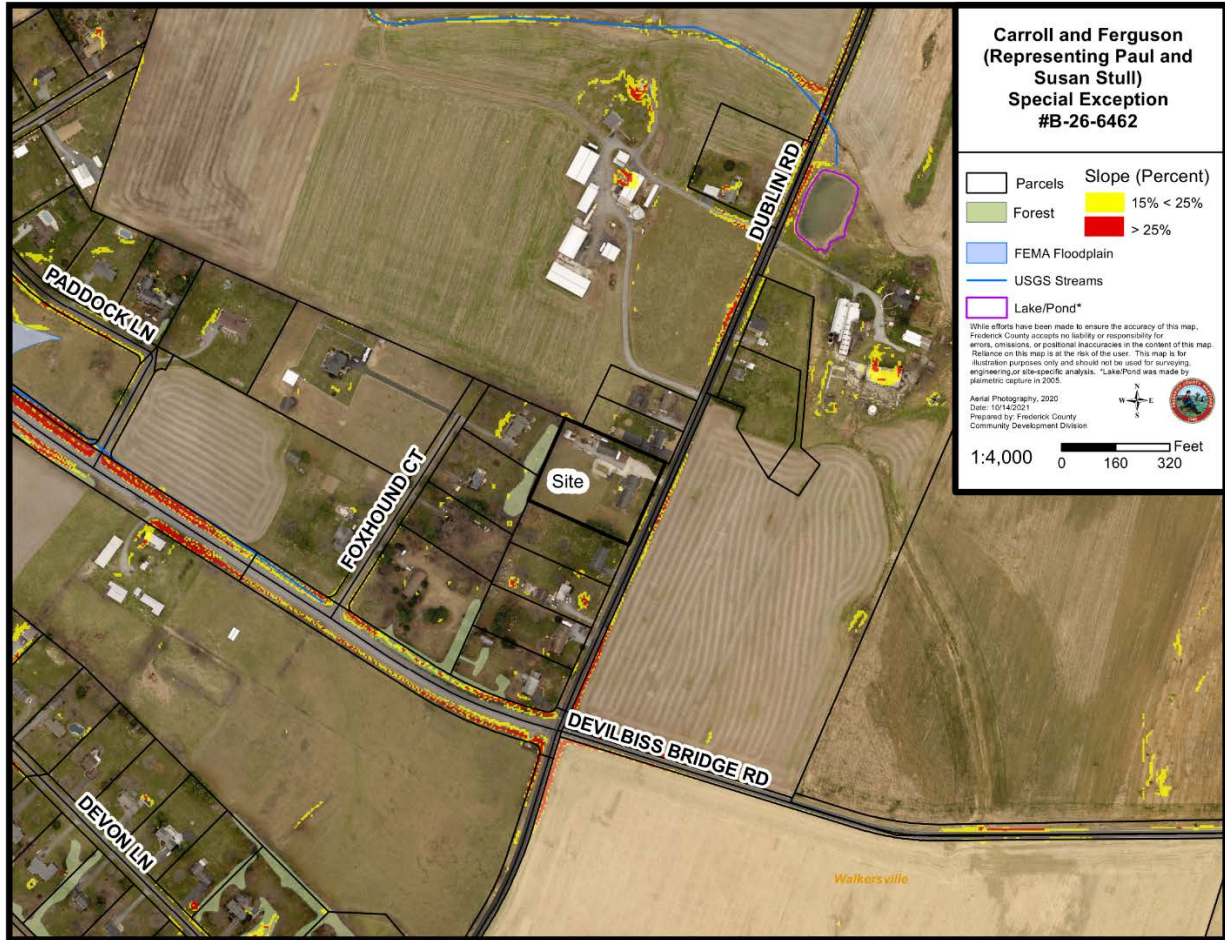 Carroll and Ferguson
(Representing Paul and
Susan Stull)
Special Exception
#B-26-6462
Parcels
Forest
Slope (Percent)
15% < 25%
> 25%
FEMA Floodplain
USGS Streams
Lake/Pond*
While efforts have been made to ensure the accuracy of this map,
Frederick County accepts no liability or responsibility for
errors, omissions, or positional inaccuracies in the content of this map.
Reliance on this map is at the risk of the user. This map is for
illustration purposes only and should not be used for surveying,
engineering,or site-specific analysis. *Lake/Pond was made by
plaimetric capture in 2005.
Aerial Photography, 2020
Date: 10/14/2021
Prepared by: Frederick County
Community Development Division
N
W E
S
1:4,000
Feet
0 160 320
DUBLIN RD
PADDOCK LN
FOXHOUND CT
Site
DEVILBISS BRIDGE RD
DEVON LN
Walkersville